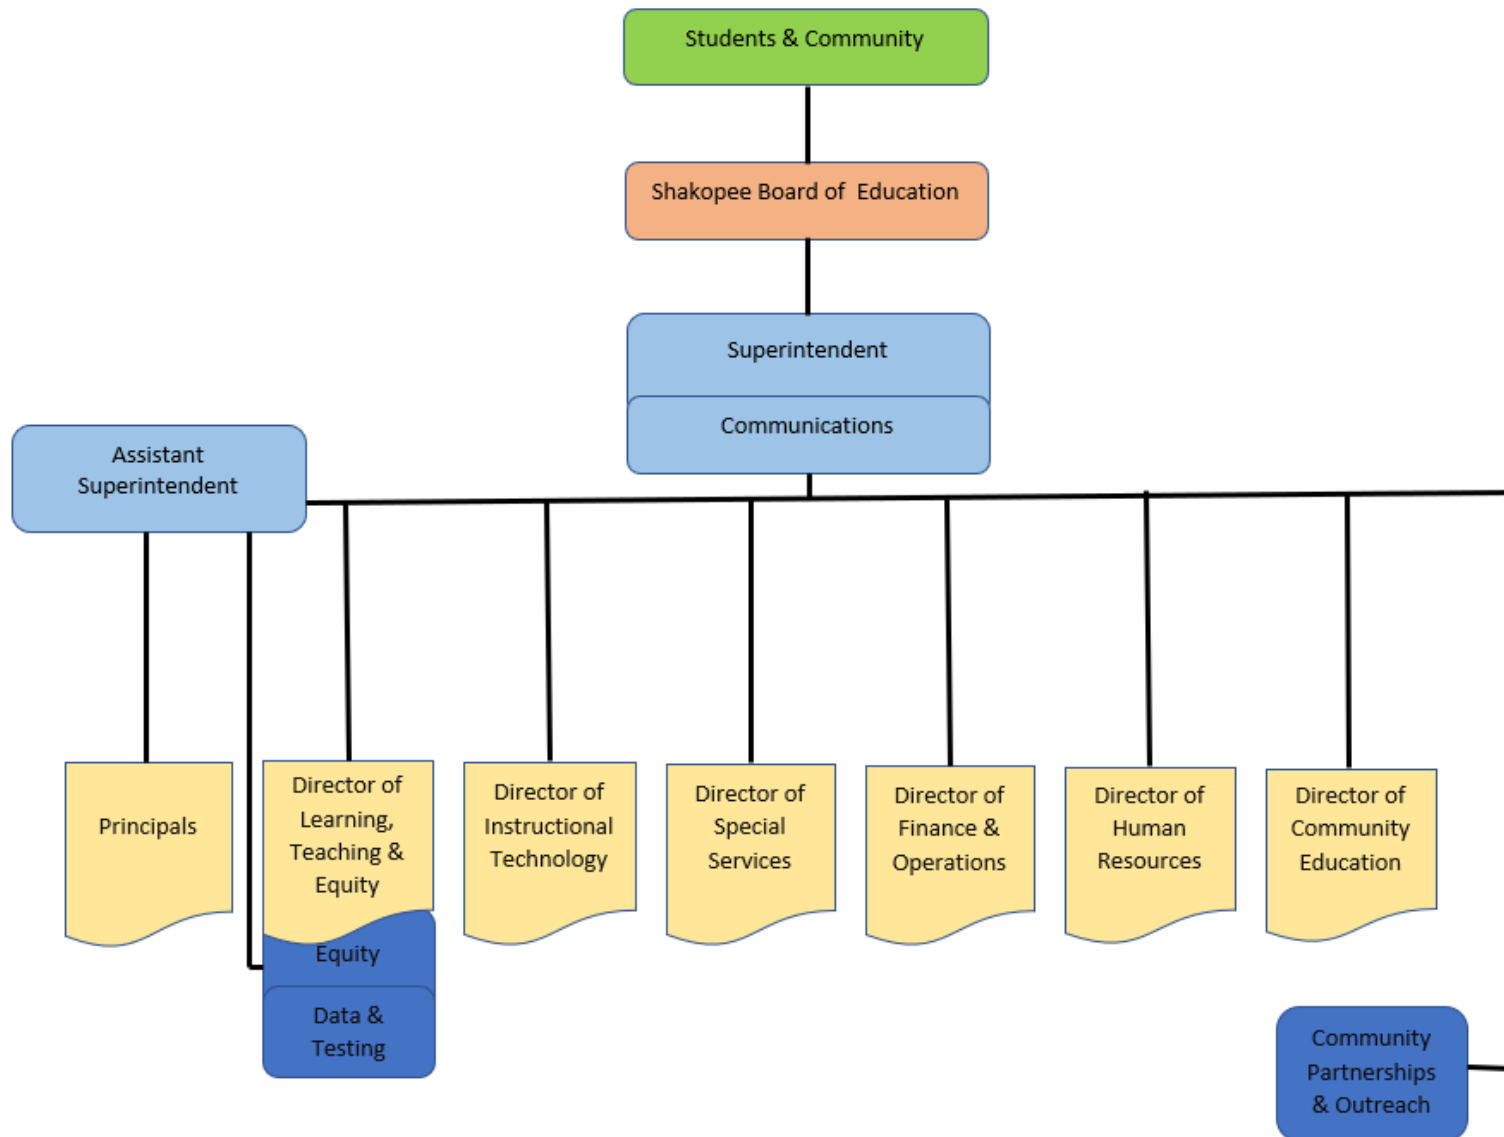 Students & Community
Shakopee Board of  Education
Superintendent
Communications
Assistant
Superintendent
Principals
Director of
Learning,
Teaching &
Equity
Director of
Instructional
Technology
Director of
Special
Services
Director of
Finance &
Operations
Director of
Human
Resources
Director of
Community
Education
Equity
Data &
Testing
Community
Partnerships
& Outreach